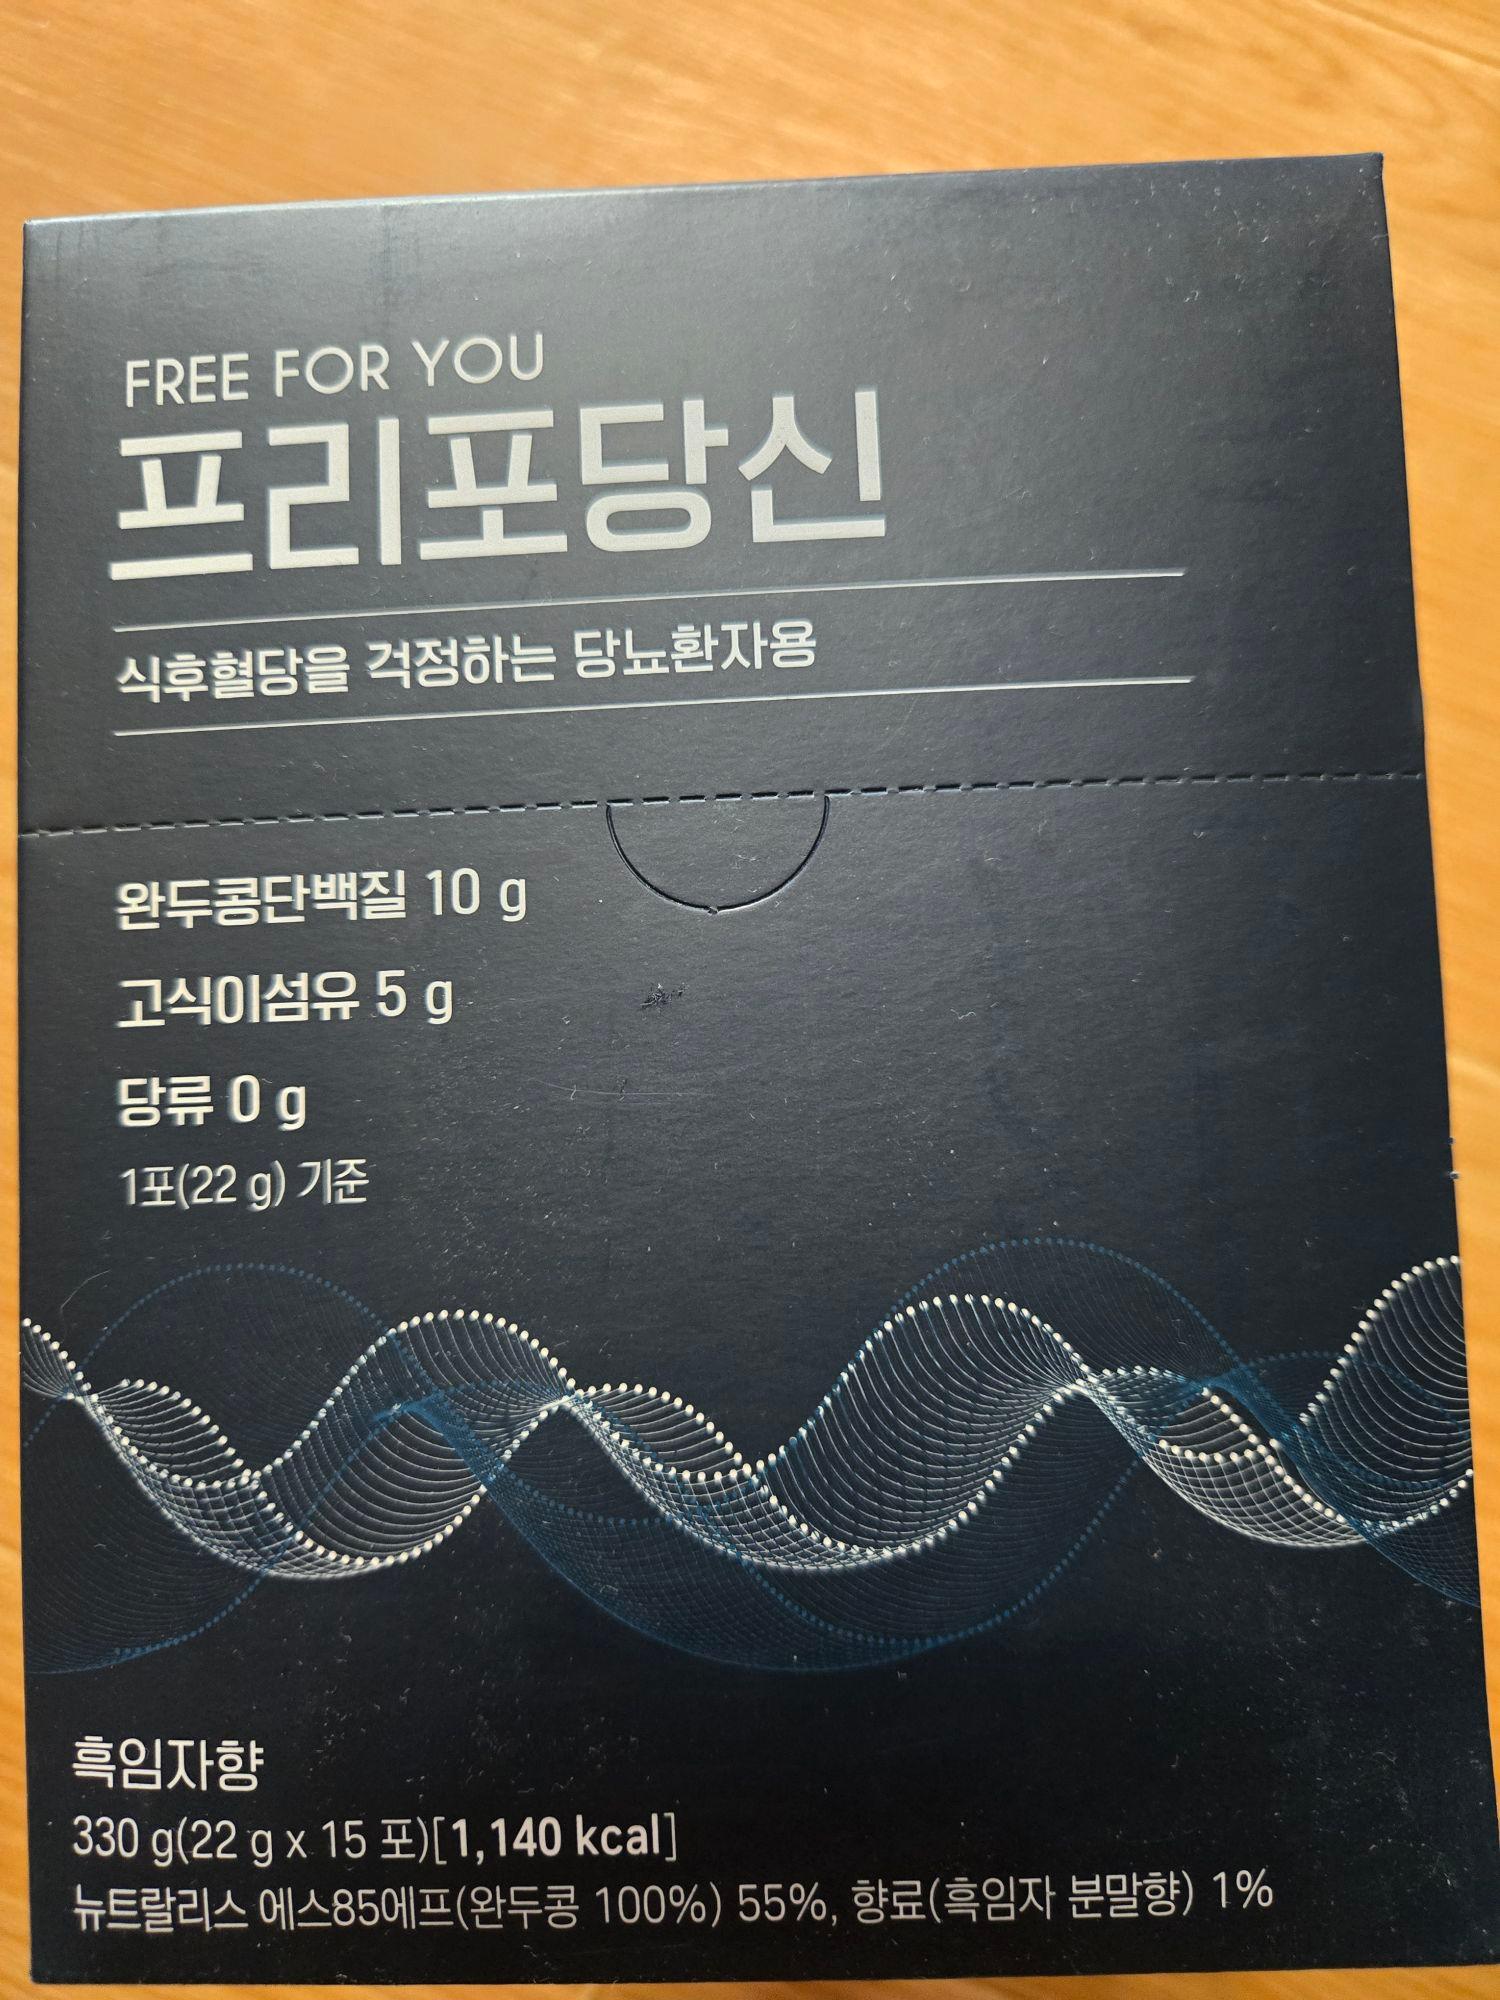 FREE FOR YOU
프리포당신
식후혈당을 걱정하는 당뇨환자용
완두콩단백질 10 g
고식이섬유 5 g
당류 0 g
1포(22 g) 기준
흑임자향
330 g(22 g x 15 포)[1,140 kcal]
뉴트랄리스 에스85에프(완두콩 100%) 55%, 향료(흑임자 분말향) 1%